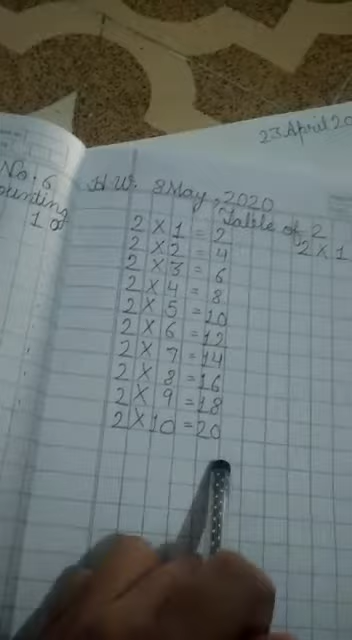 23 April 20
No. 6
ounting
10
H.W. 8 May, 2020
Table of 2
2 × 1
2 × 1 = 2
2 × 2 = 4
2 × 3 = 6
2 × 4 = 8
2 × 5 = 10
2 × 6 = 12
2 × 7 = 14
2 × 8 = 16
2 × 9 = 18
2 × 10 = 20